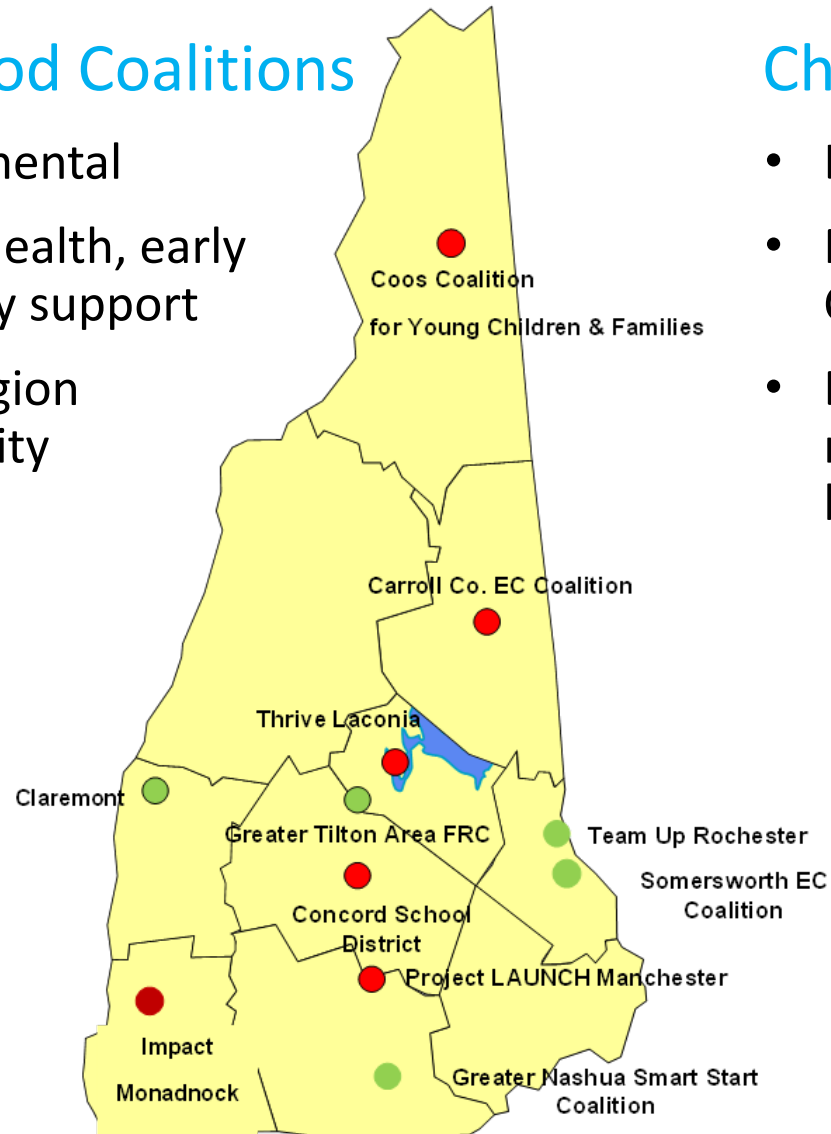 od Coalitions
nental
ealth, early
y support
gion
ity
Ch
Coos Coalition
for Young Children & Families
Carroll Co. EC Coalition
Thrive Laconia
Claremont
Greater Tilton Area FRC
Team Up Rochester
Somersworth EC
Coalition
Concord School
District
Project LAUNCH Manchester
Impact
Monadnock
Greater Nashua Smart Start
Coalition